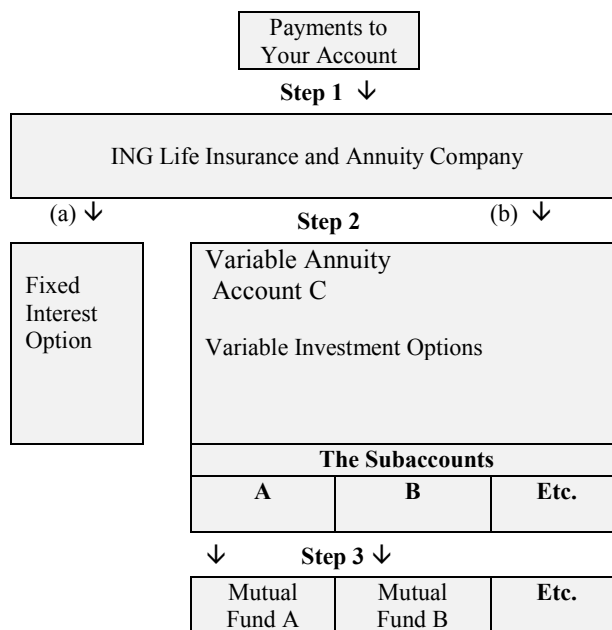 Payments to
Your Account
Step 1 ↓
ING Life Insurance and Annuity Company
(a) ↓ Step 2 (b) ↓
Fixed
Interest
Option
Variable Annuity
Account C
Variable Investment Options
The Subaccounts
A B Etc.
↓ Step 3 ↓
Mutual Mutual Etc.
Fund A Fund B